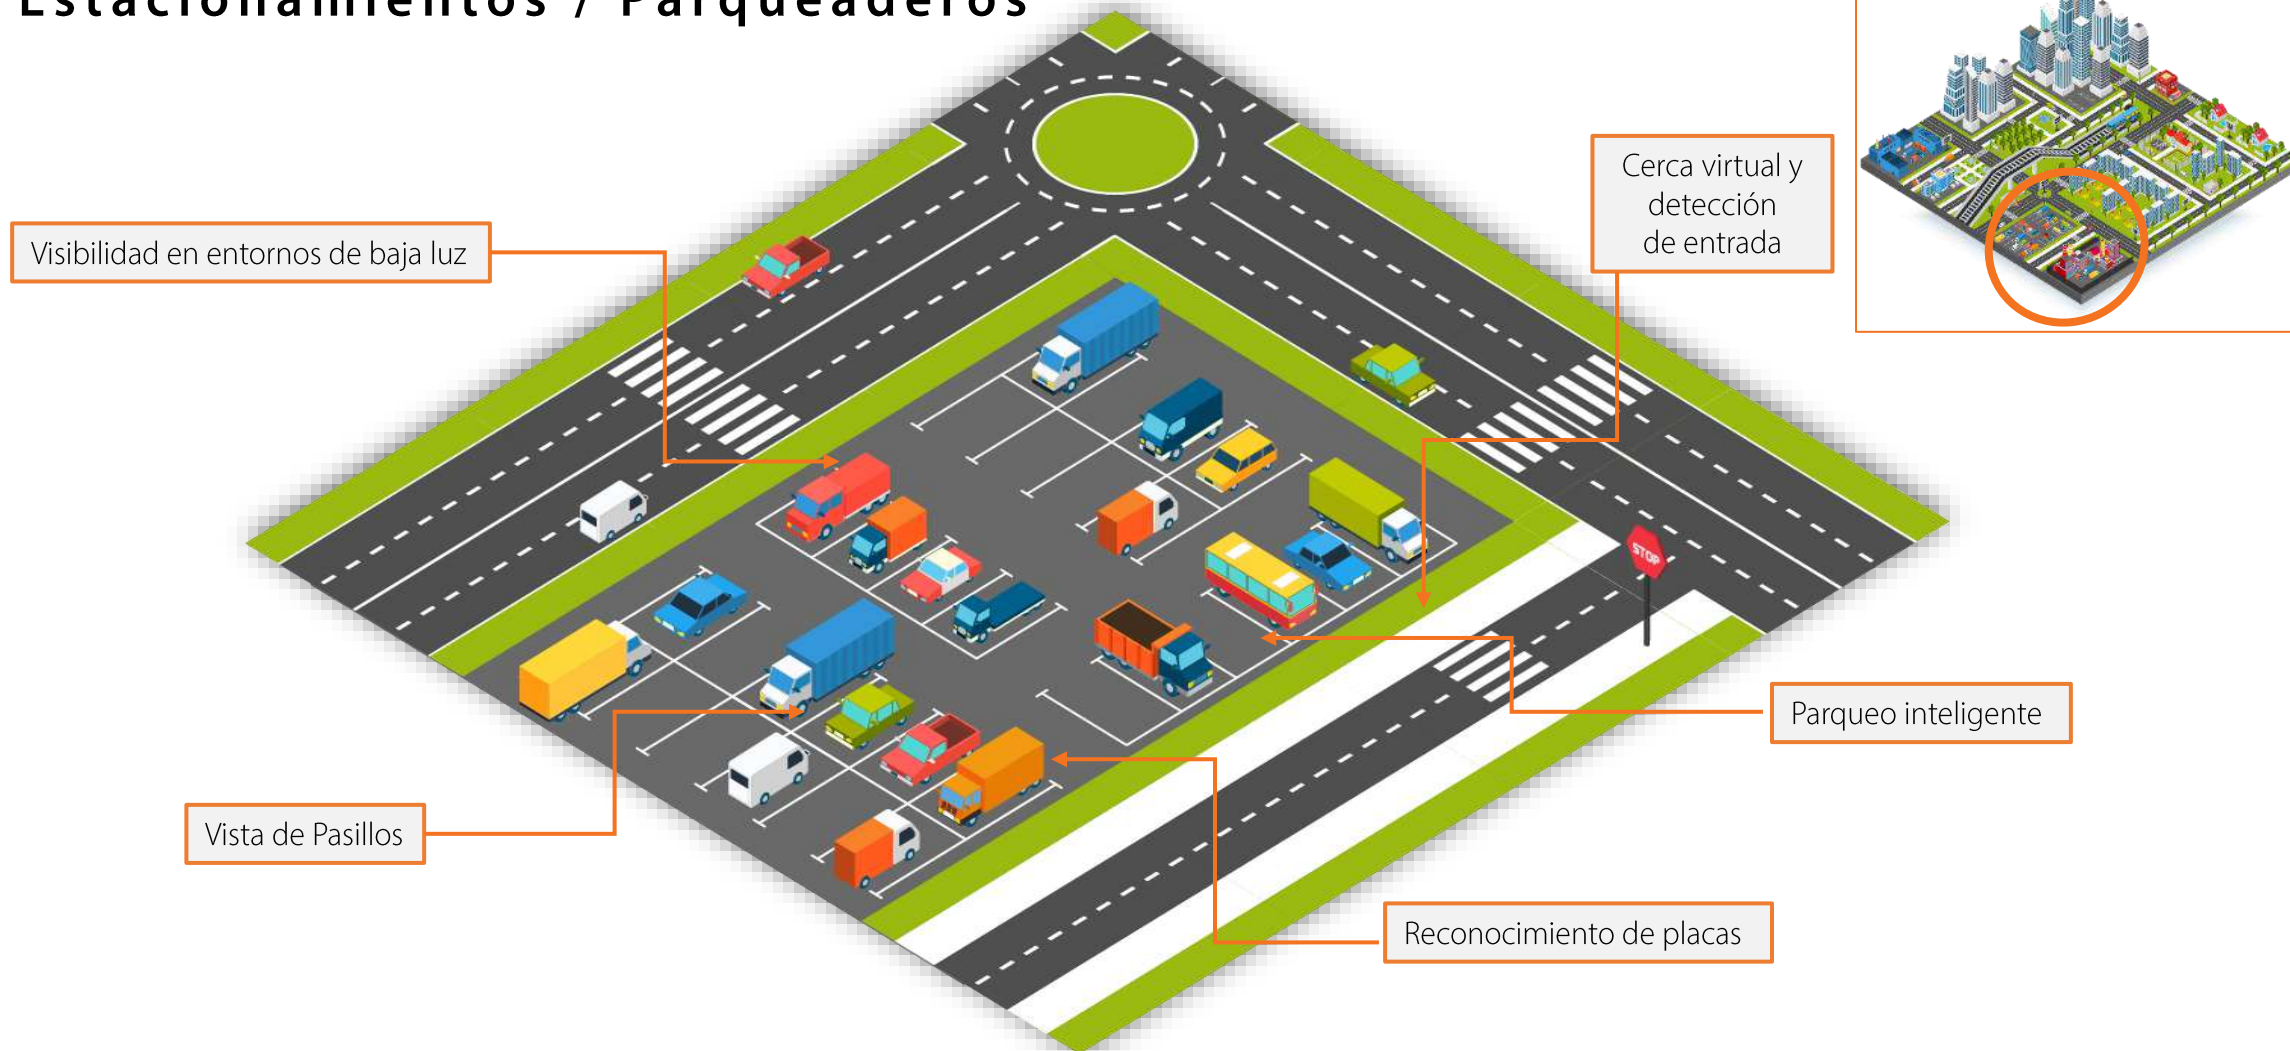 Estacionamientos / Parqueaderos
Cerca virtual y
detección
de entrada
Visibilidad en entornos de baja luz
STOP
Parqueo inteligente
Vista de Pasillos
Reconocimiento de placas